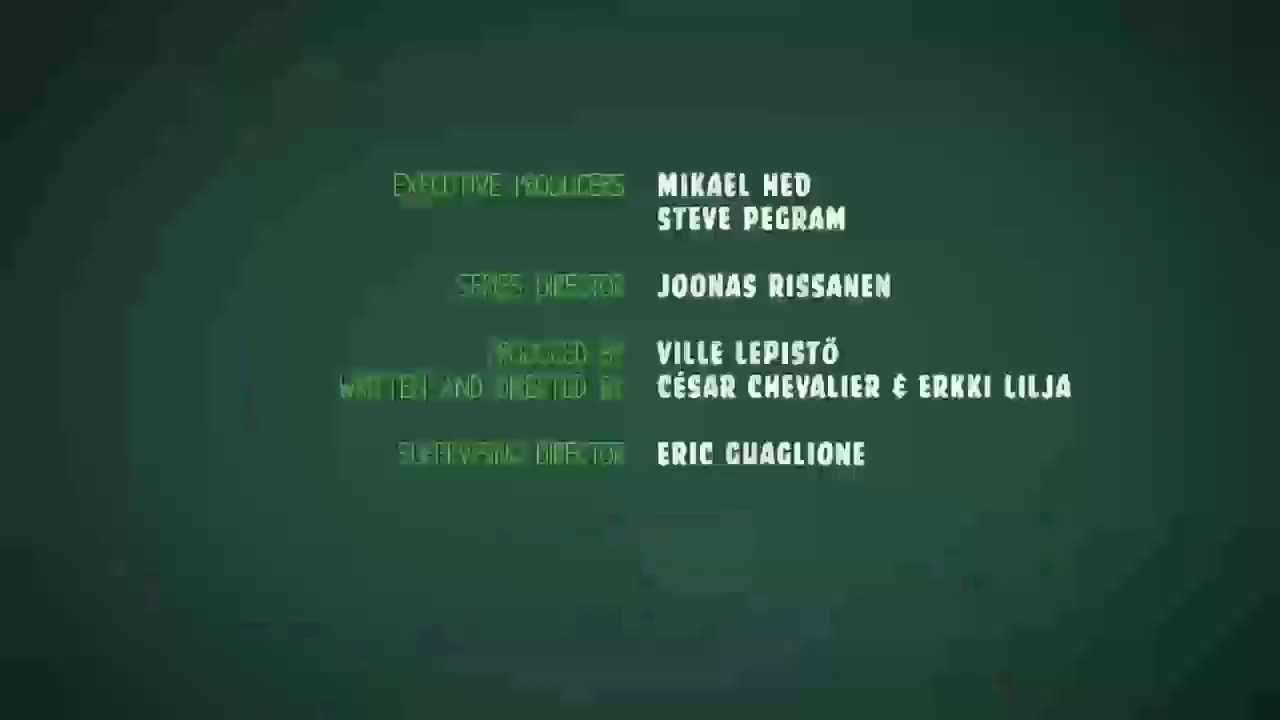 EXECUTIVE PRODUCERS MIKAEL HED
STEVE PEGRAM
SERIES DIRECTOR JOONAS RISSANEN
PRODUCED BY VILLE LEPISTÖ
WRITTEN AND DIRECTED BY CÉSAR CHEVALIER & ERKKI LILJA
SUPERVISING DIRECTOR ERIC GUAGLIONE